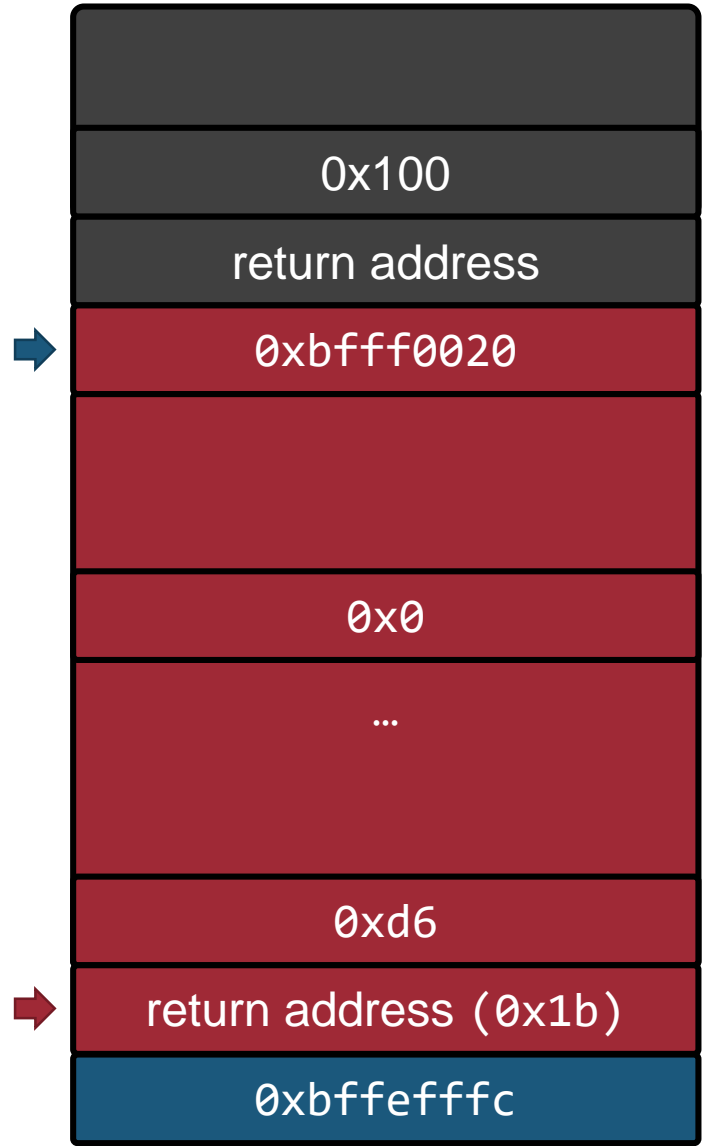 0x100
return address
0xbfff0020
0x0
…
0xd6
return address (0x1b)
0xbffefffc